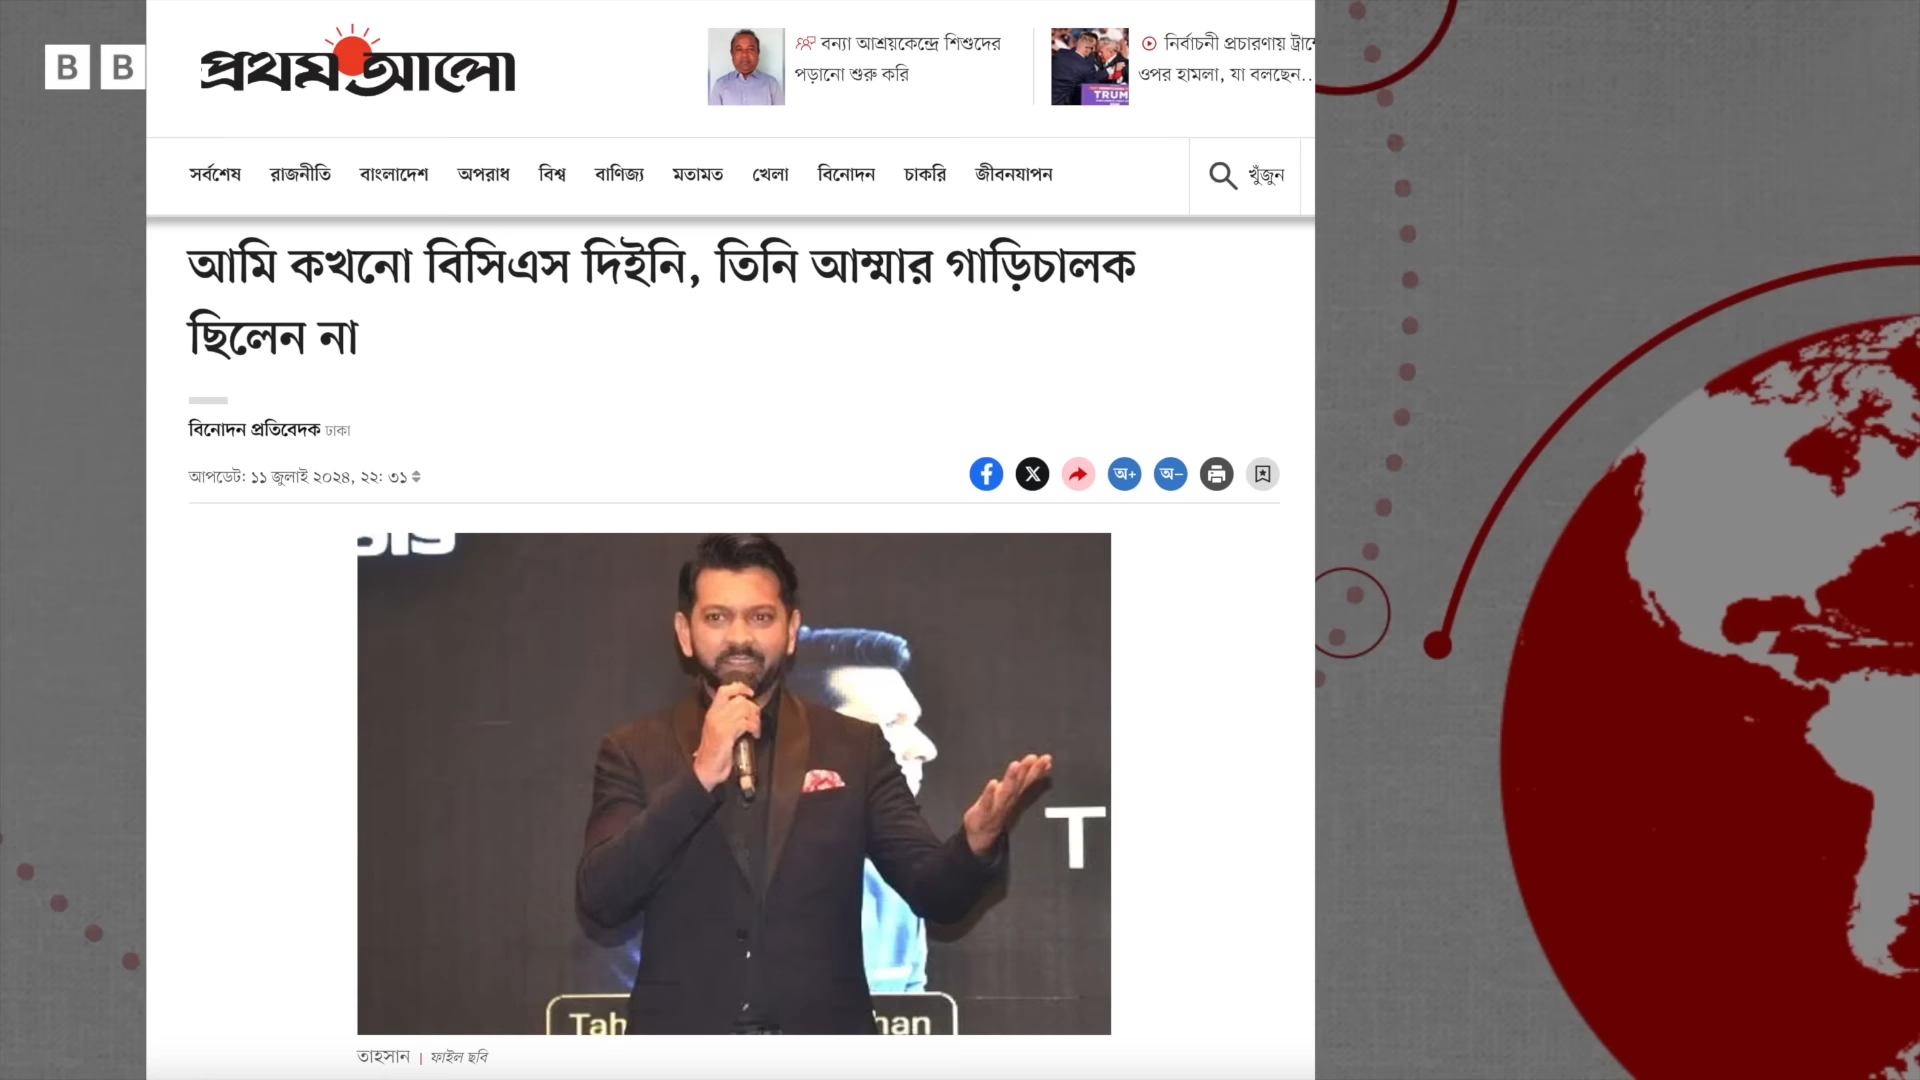 B B
প্রথম আলো
বন্যা আশ্রয়কেন্দ্রে শিশুদের
পড়ানো শুরু করি
নির্বাচনী প্রচারণায়
ওপর হামলা, যা বলছেন..
TRUM
সর্বশেষ রাজনীতি বাংলাদেশ অপরাধ বিশ্ব বাণিজ্য মতামত খেলা বিনোদন চাকরি জীবনযাপন
খুঁজুন
আমি কখনো বিসিএস দিইনি, তিনি আম্মার গাড়িচালক
ছিলেন না
বিনোদন প্রতিবেদক ঢাকা
আপডেট: ১১ জুলাই ২০২৪, ২২: ৩১
অ+ অ–
T
Tah han
তাহসান | ফাইল ছবি